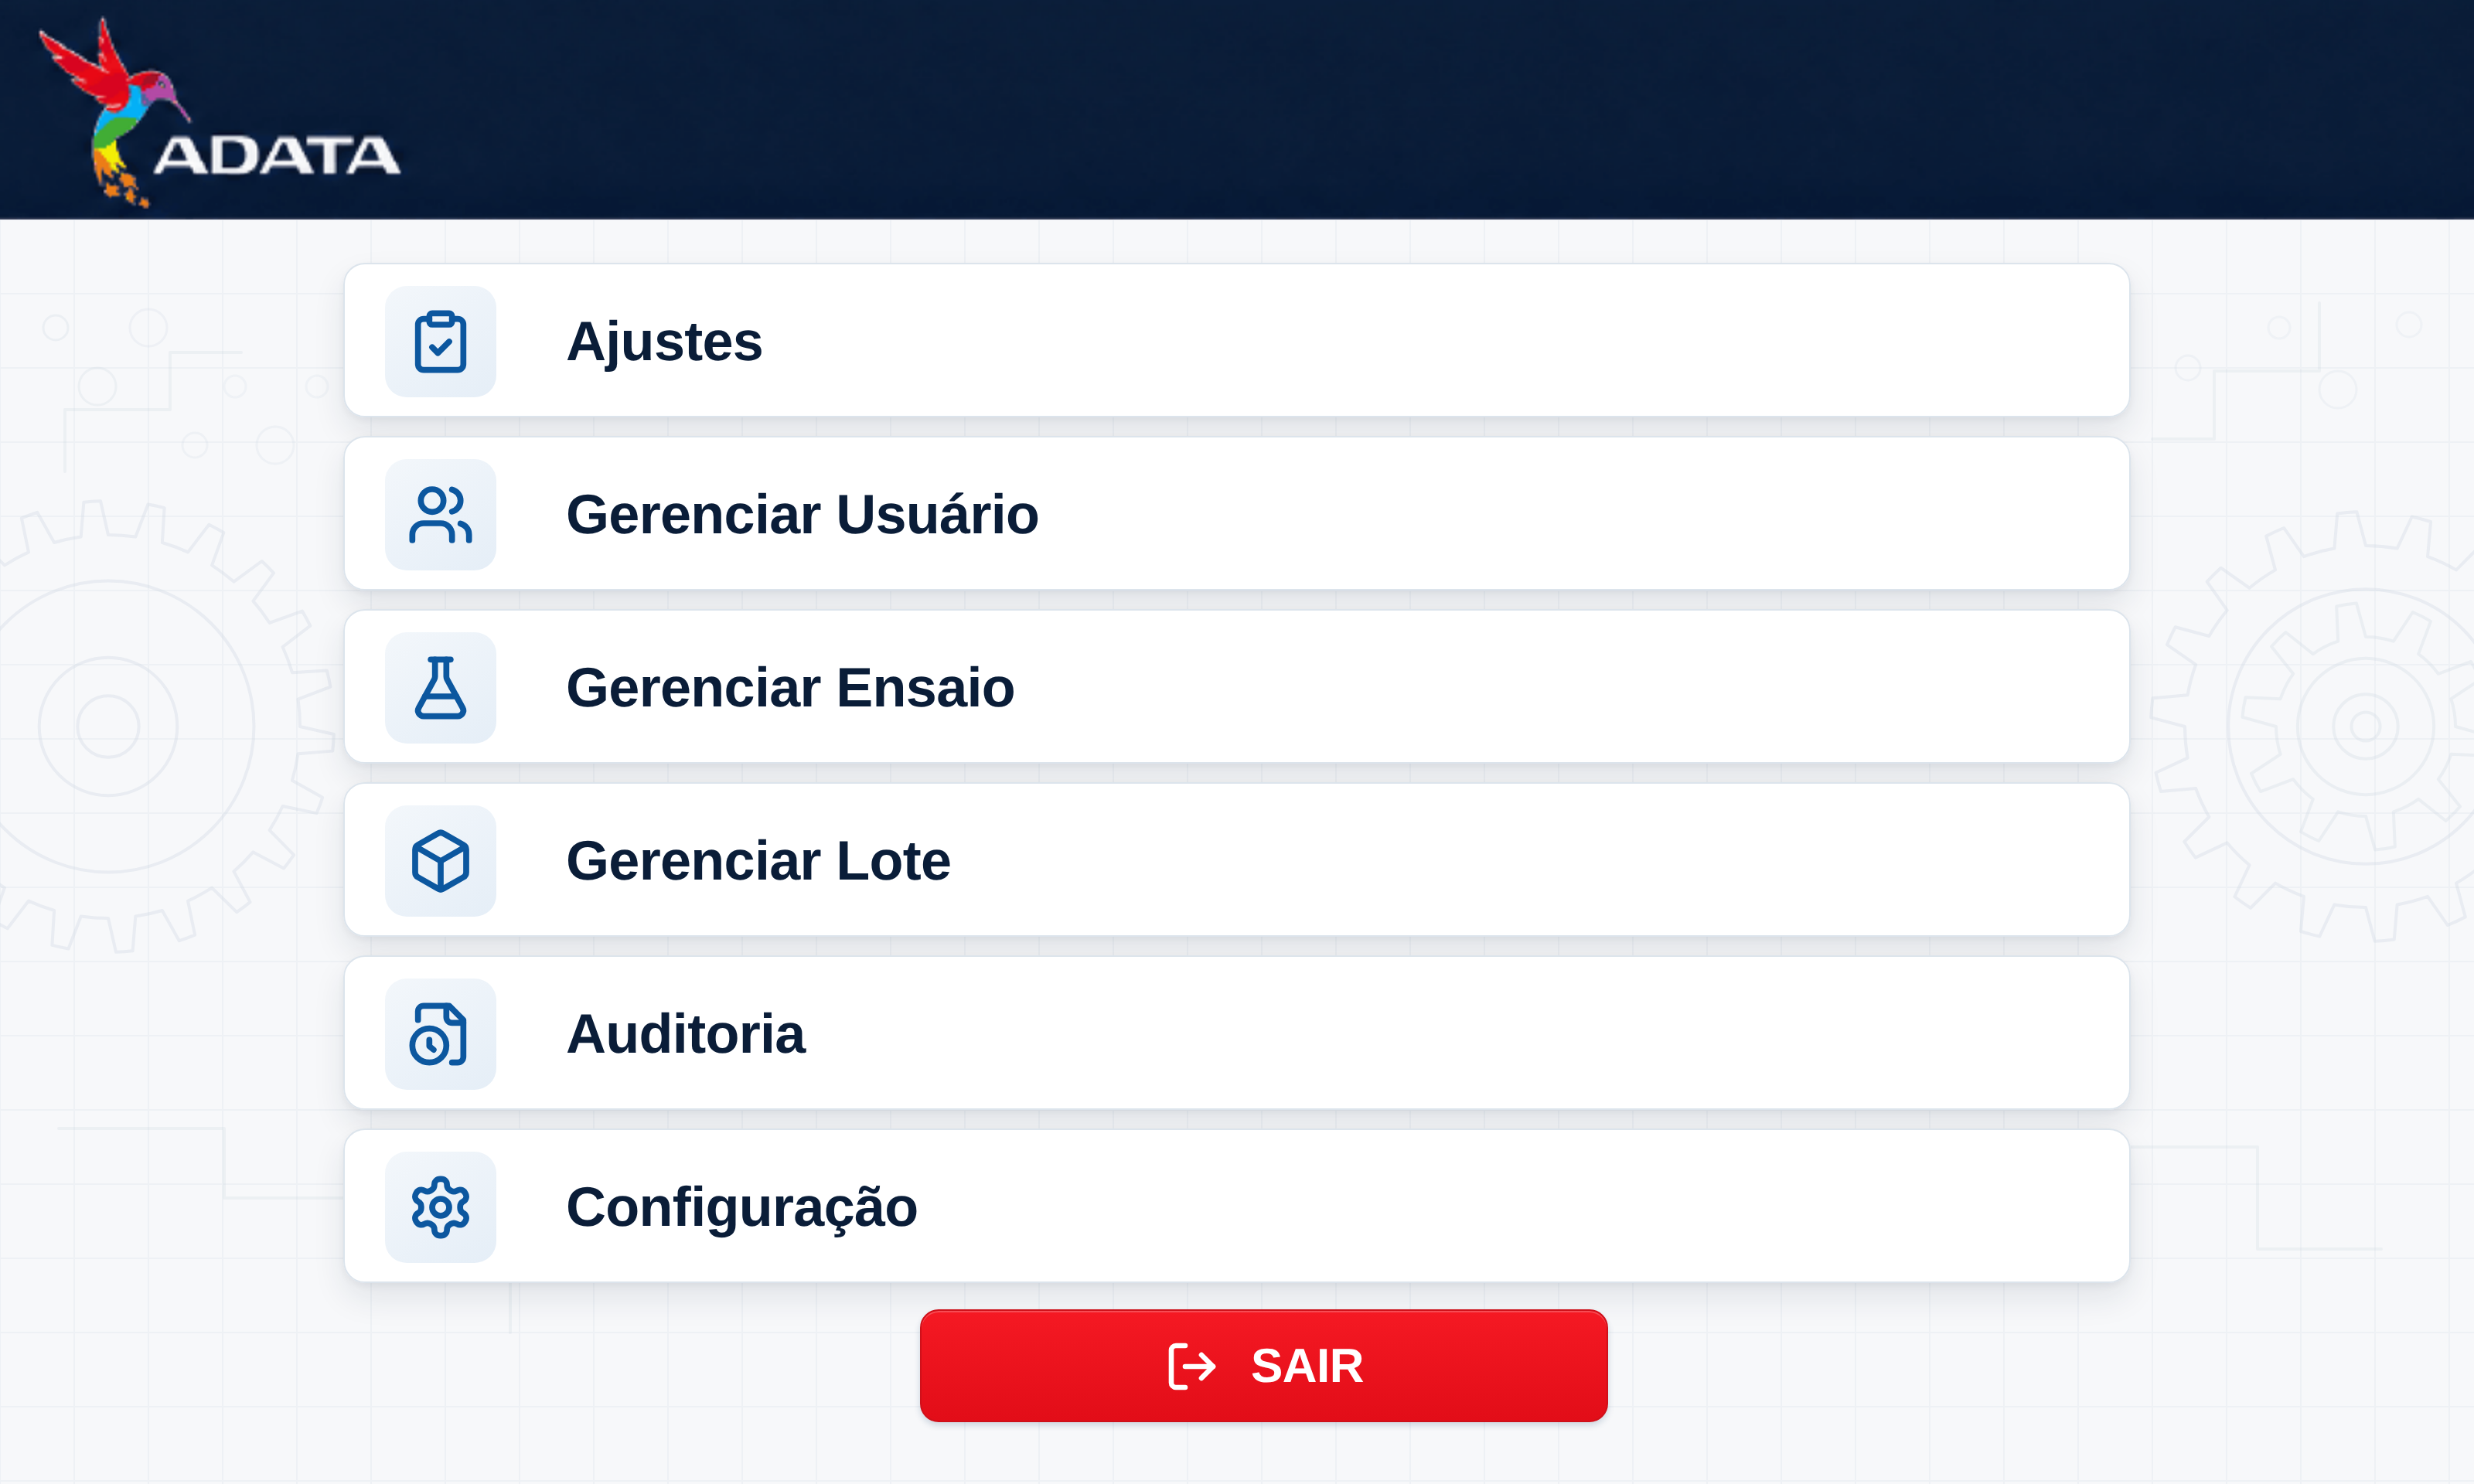 ADATA
Ajustes
Gerenciar Usuário
Gerenciar Ensaio
Gerenciar Lote
Auditoria
Configuração
SAIR